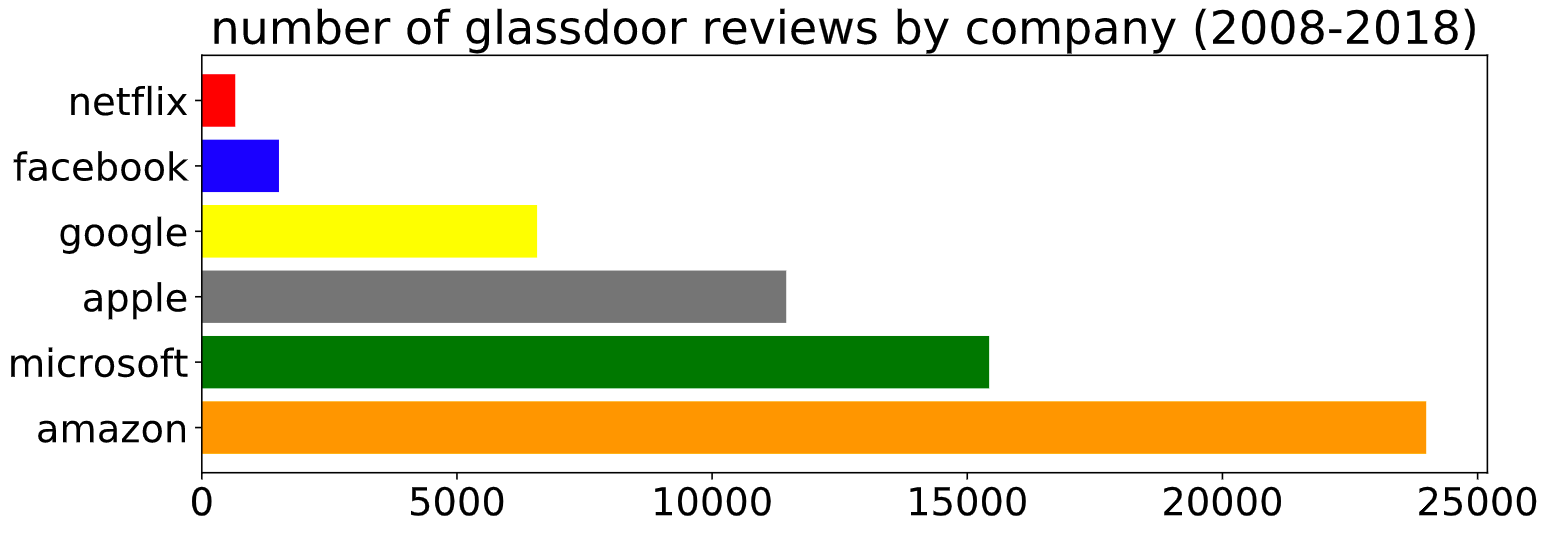 number of glassdoor reviews by company (2008-2018)
netflix
facebook
google
apple
microsoft
amazon
0 5000 10000 15000 20000 25000